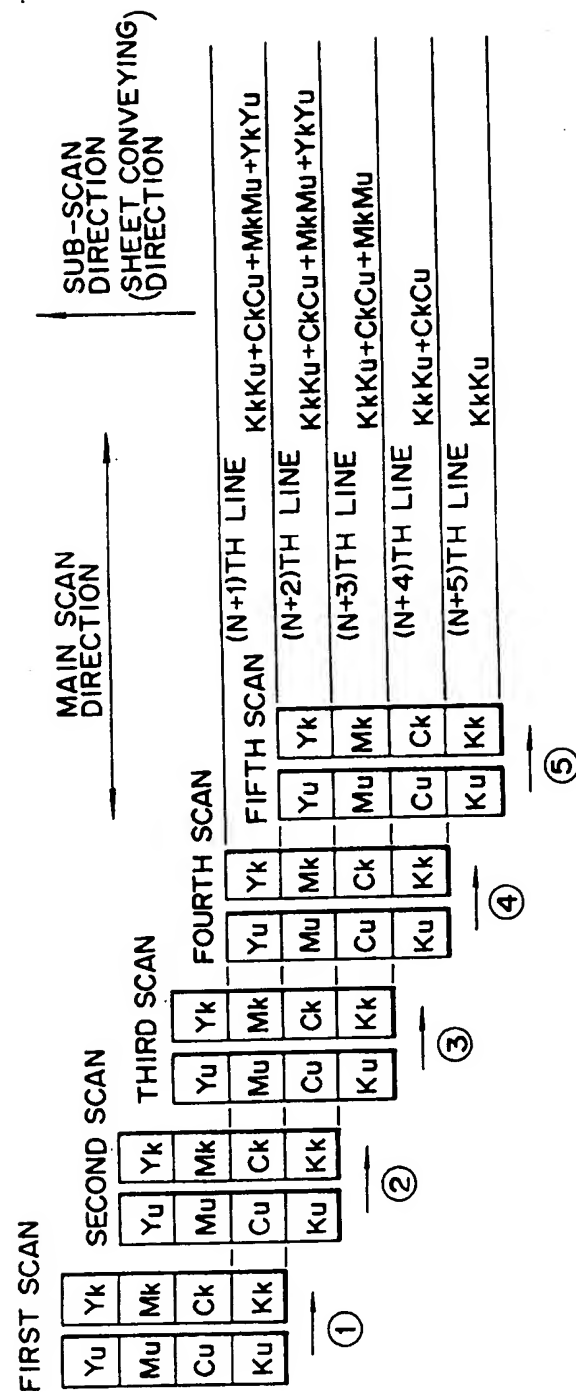 MAIN SCAN
DIRECTION
SUB-SCAN
DIRECTION
(SHEET CONVEYING
DIRECTION)
FIRST SCAN
Yu Yk
Mu Mk
Cu Ck
Ku Kk
①
SECOND SCAN
Yu Yk
Mu Mk
Cu Ck
Ku Kk
②
THIRD SCAN
Yu Yk
Mu Mk
Cu Ck
Ku Kk
③
FOURTH SCAN
Yu Yk
Mu Mk
Cu Ck
Ku Kk
④
FIFTH SCAN
Yu Yk
Mu Mk
Cu Ck
Ku Kk
⑤
(N+1)TH LINE KkKu+CkCu+MkMu+YkYu
(N+2)TH LINE KkKu+CkCu+MkMu+YkYu
(N+3)TH LINE KkKu+CkCu+MkMu
(N+4)TH LINE KkKu+CkCu
(N+5)TH LINE KkKu